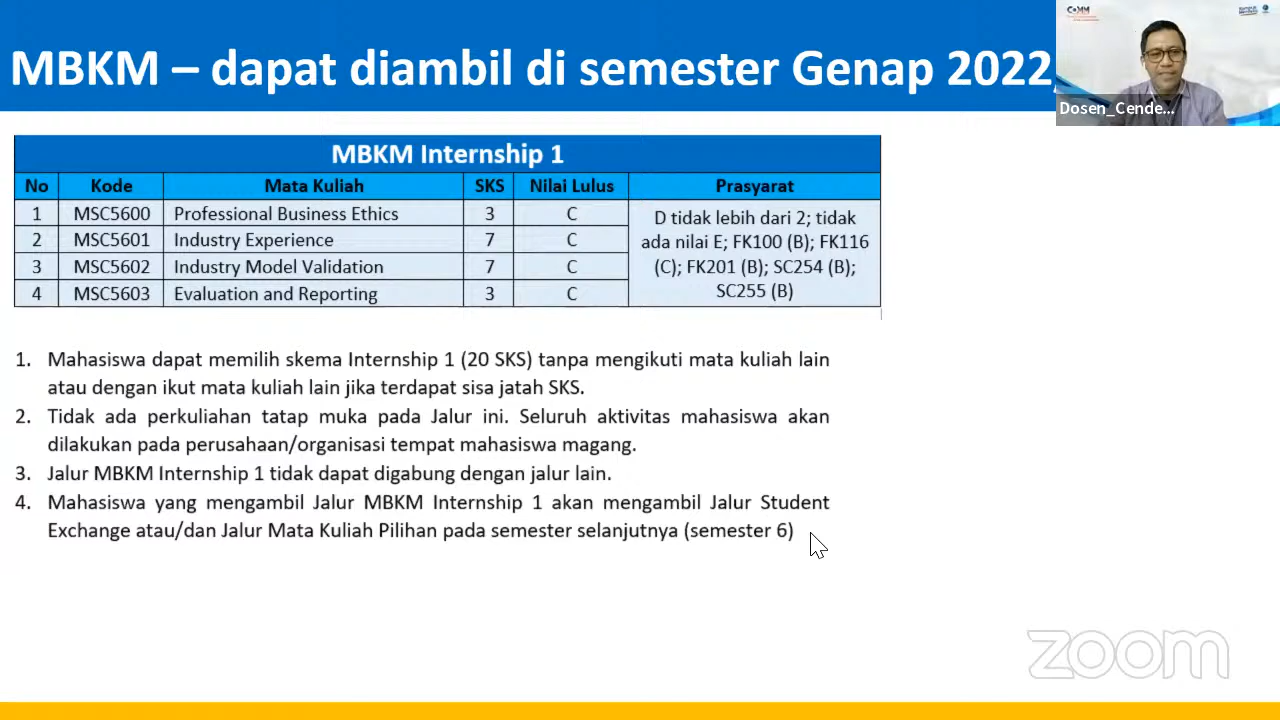 MBKM – dapat diambil di semester Genap 2022
COMM
Dosen_Cende...
MBKM Internship 1
No Kode Mata Kuliah SKS Nilai Lulus Prasyarat
1 MSC5600 Professional Business Ethics 3 C
2 MSC5601 Industry Experience 7 C
3 MSC5602 Industry Model Validation 7 C
4 MSC5603 Evaluation and Reporting 3 C
D tidak lebih dari 2; tidak
ada nilai E; FK100 (B); FK116
(C); FK201 (B); SC254 (B);
SC255 (B)
1. Mahasiswa dapat memilih skema Internship 1 (20 SKS) tanpa mengikuti mata kuliah lain
atau dengan ikut mata kuliah lain jika terdapat sisa jatah SKS.
2. Tidak ada perkuliahan tatap muka pada Jalur ini. Seluruh aktivitas mahasiswa akan
dilakukan pada perusahaan/organisasi tempat mahasiswa magang.
3. Jalur MBKM Internship 1 tidak dapat digabung dengan jalur lain.
4. Mahasiswa yang mengambil Jalur MBKM Internship 1 akan mengambil Jalur Student
Exchange atau/dan Jalur Mata Kuliah Pilihan pada semester selanjutnya (semester 6)
zoom